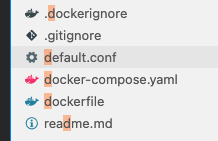 .dockerignore
.gitignore
default.conf
docker-compose.yaml
dockerfile
readme.md